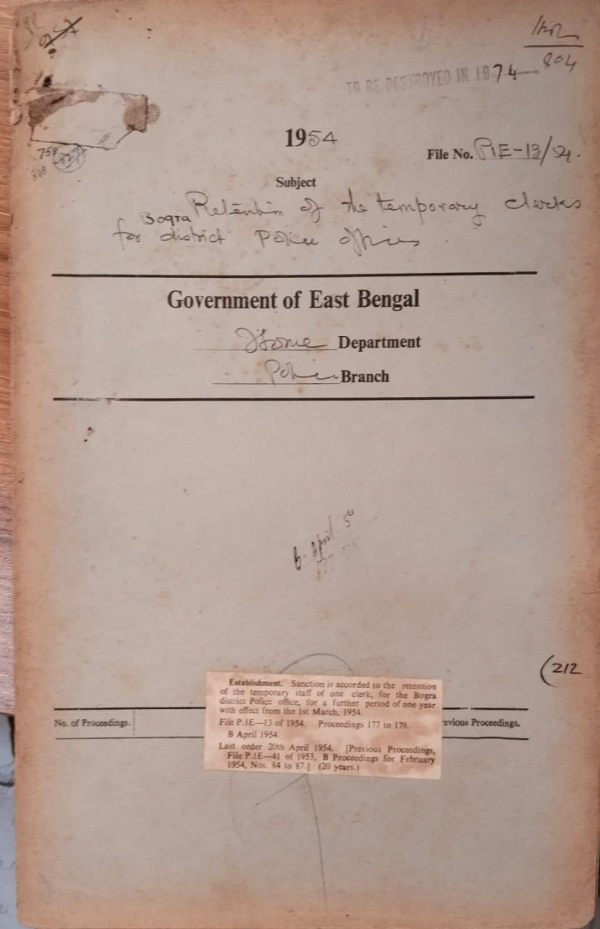 804
TO BE DESTROYED IN 1974
1954
File No. P1E-13/54.
Subject
Retention of the temporary clerks
for Bogra district Police offices.
Government of East Bengal
Home Department
Police Branch
B. April 54
(212
Establishment. Sanction is accorded to the retention
of the temporary staff of one clerk, for the Bogra
district Police office, for a further period of one year
with effect from the 1st March, 1954.
File P.1E—13 of 1954. Proceedings 177 to 178.
B April 1954
Last order 20th April 1954. [Previous Proceedings,
File P.1E—41 of 1953, B Proceedings for February
1954, Nos. 84 to 87.] (20 years.)
No. of Proceedings
revious Proceedings.